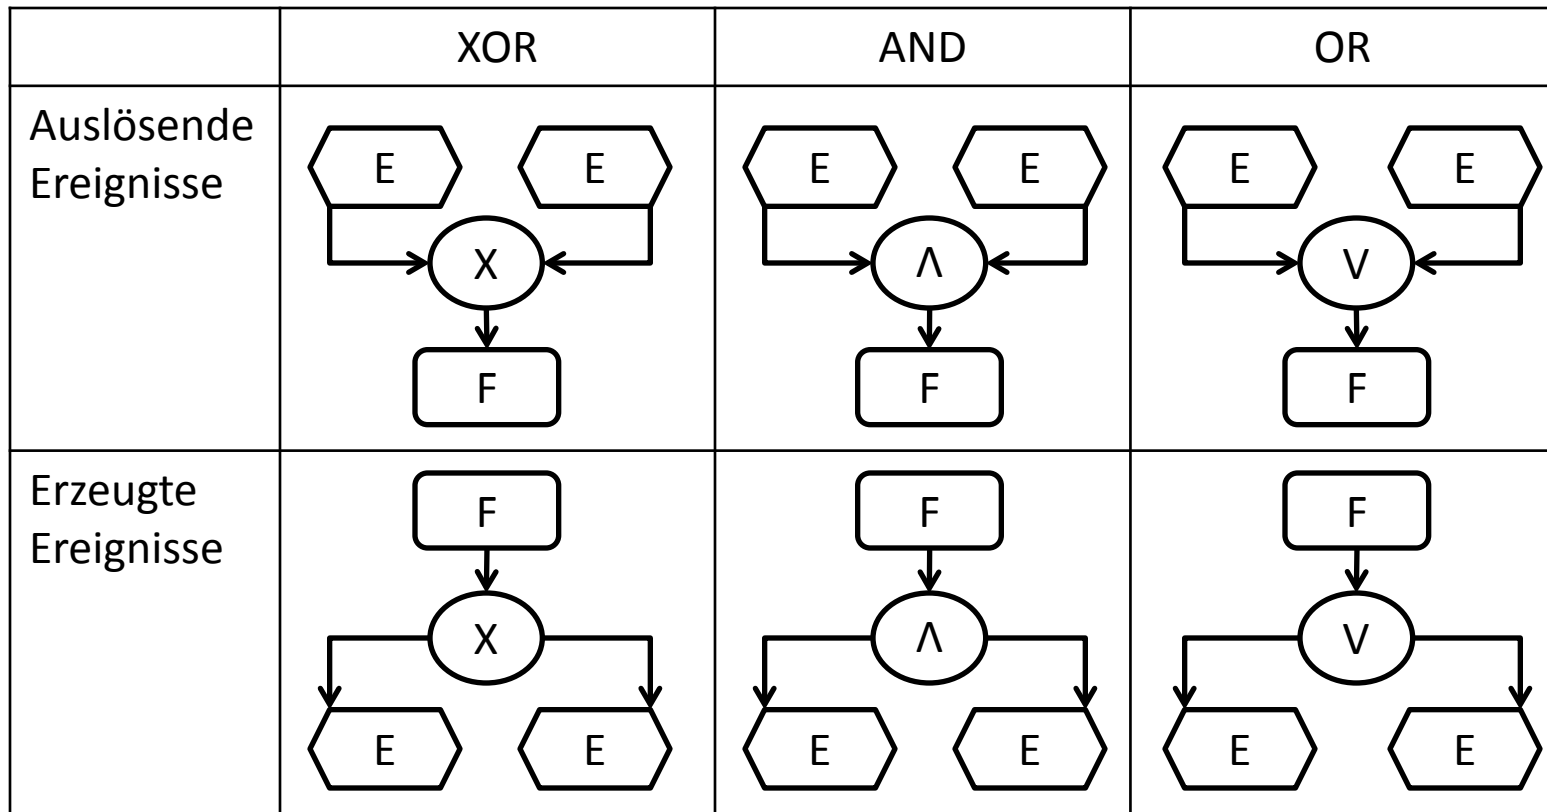 XOR AND OR
Auslösende
Ereignisse
E E E E E E
X Λ V
F F F
Erzeugte
Ereignisse
F F F
X Λ V
E E E E E E